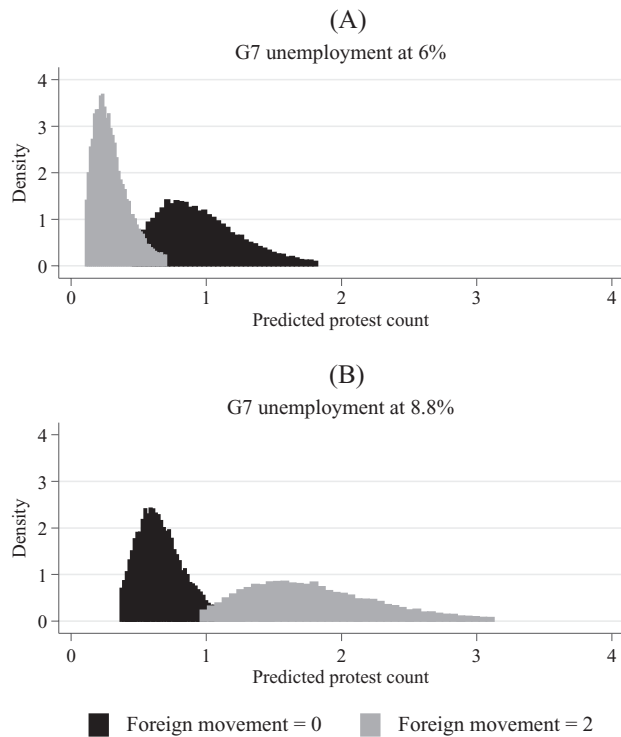 (A)
G7 unemployment at 6%
4
3
2
1
0
Density
0 1 2 3 4
Predicted protest count
(B)
G7 unemployment at 8.8%
4
3
2
1
0
Density
0 1 2 3 4
Predicted protest count
Foreign movement = 0 Foreign movement = 2